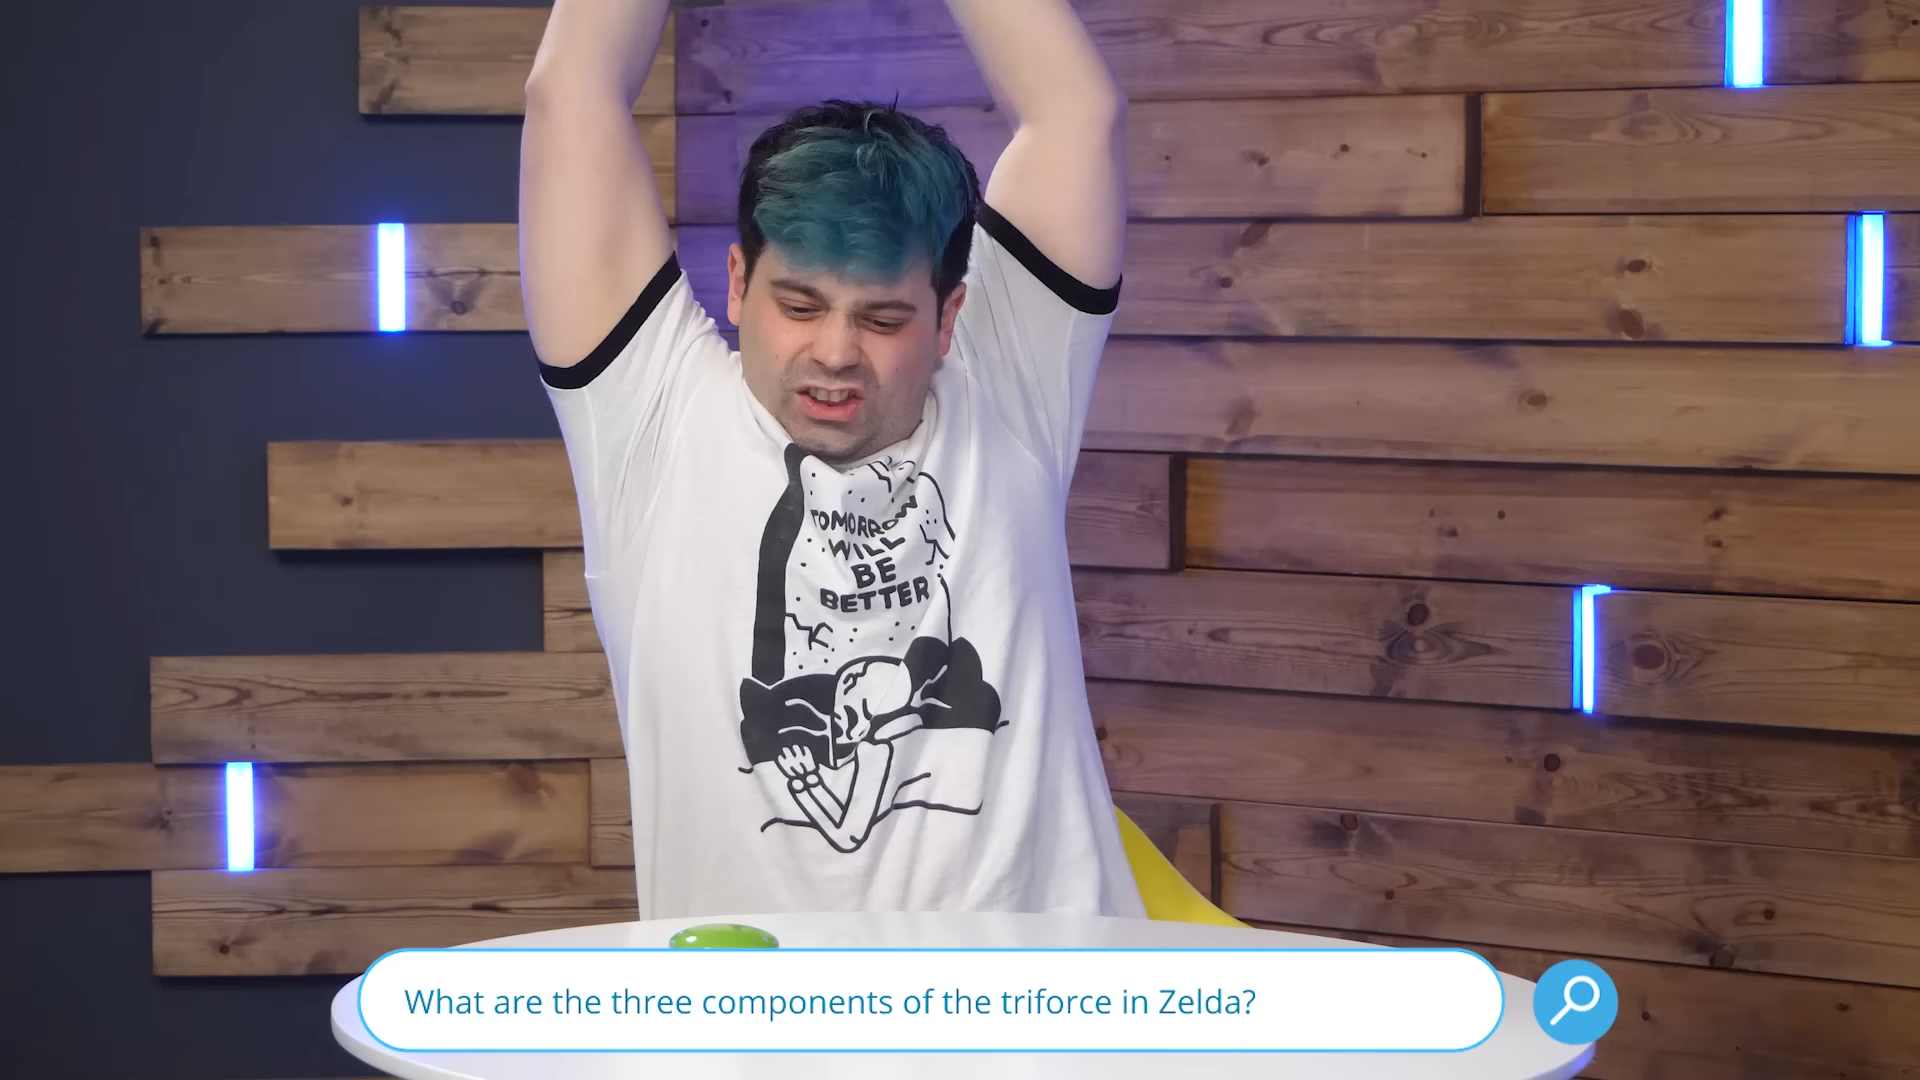 TOMORROW
WILL
BE
BETTER
What are the three components of the triforce in Zelda?